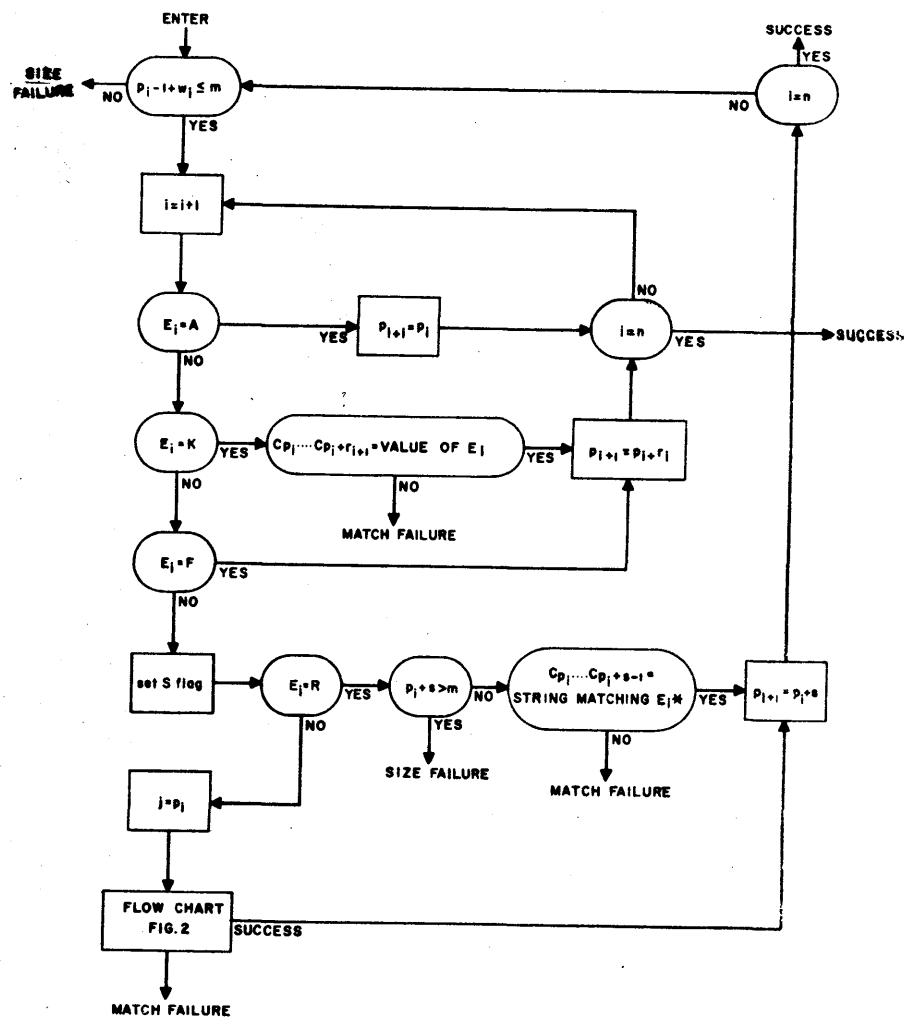 ENTER
SUCCESS
YES
SIZE
FAILURE
NO
pᵢ-1+wᵢ ≤ m
NO
i=n
YES
i=i+1
NO
Eᵢ=A
YES
pᵢ₊₁=pᵢ
i=n
YES
SUCCESS
NO
?
Eᵢ=K
YES
Cpᵢ....Cpᵢ+rᵢ₊₁=VALUE OF Eᵢ
YES
pᵢ₊₁=pᵢ+rᵢ
NO
NO
MATCH FAILURE
Eᵢ=F
YES
NO
set S flag
Eᵢ=R
YES
pᵢ+s>m
NO
Cpᵢ....Cpᵢ+s-1=
STRING MATCHING Eᵢ*
YES
pᵢ₊₁=pᵢ+s
NO
YES
NO
SIZE FAILURE
MATCH FAILURE
j=pᵢ
FLOW CHART
FIG.2
SUCCESS
MATCH FAILURE